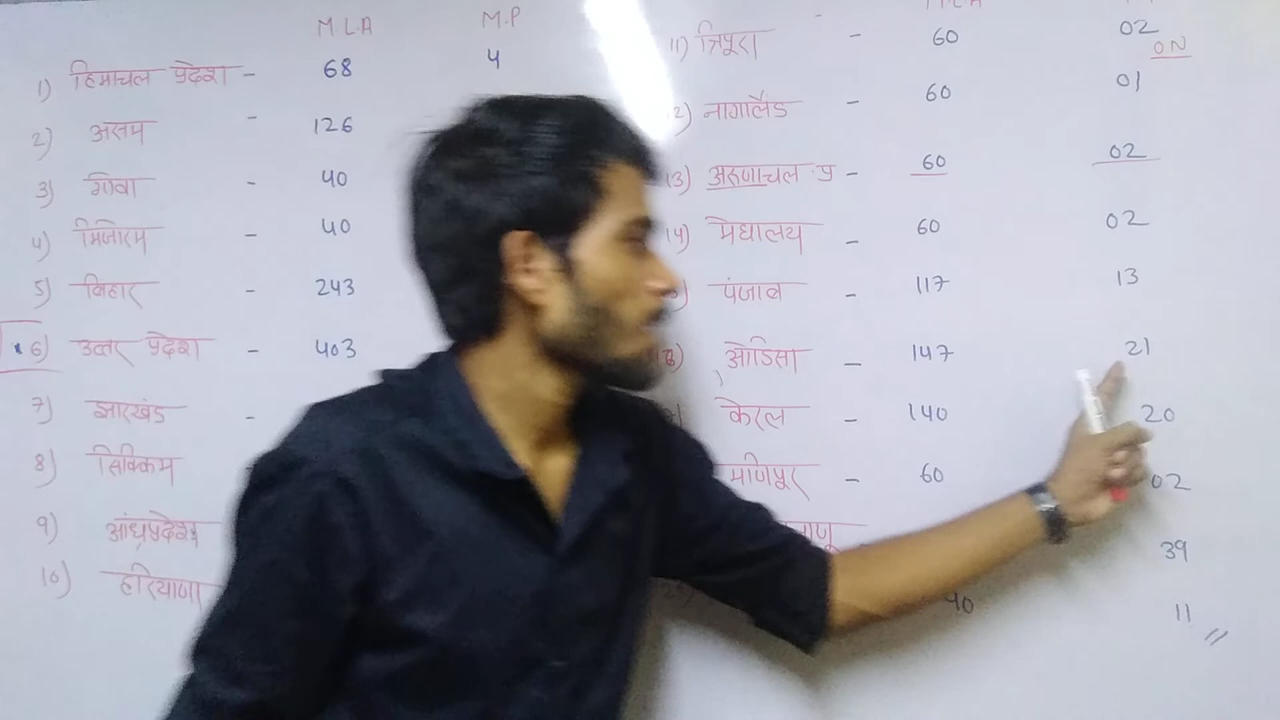 M.L.A M.P
1) हिमाचल प्रदेश - 68 4
2) असम - 126
3) गोवा - 40
4) मिजोरम - 40
5) बिहार - 243
6) उत्तर प्रदेश - 403
7) झारखंड -
8) सिक्किम
9) आंध्रप्रदेश
10) हरियाणा
11) त्रिपुरा - 60 02
ON
2) नागालैंड - 60 01
13) अरुणाचल प्र - 60 02
14) मेघालय - 60 02
) पंजाब - 117 13
) ओडिसा - 147 21
केरल - 140 20
मणिपूर - 60 02
39
40 11